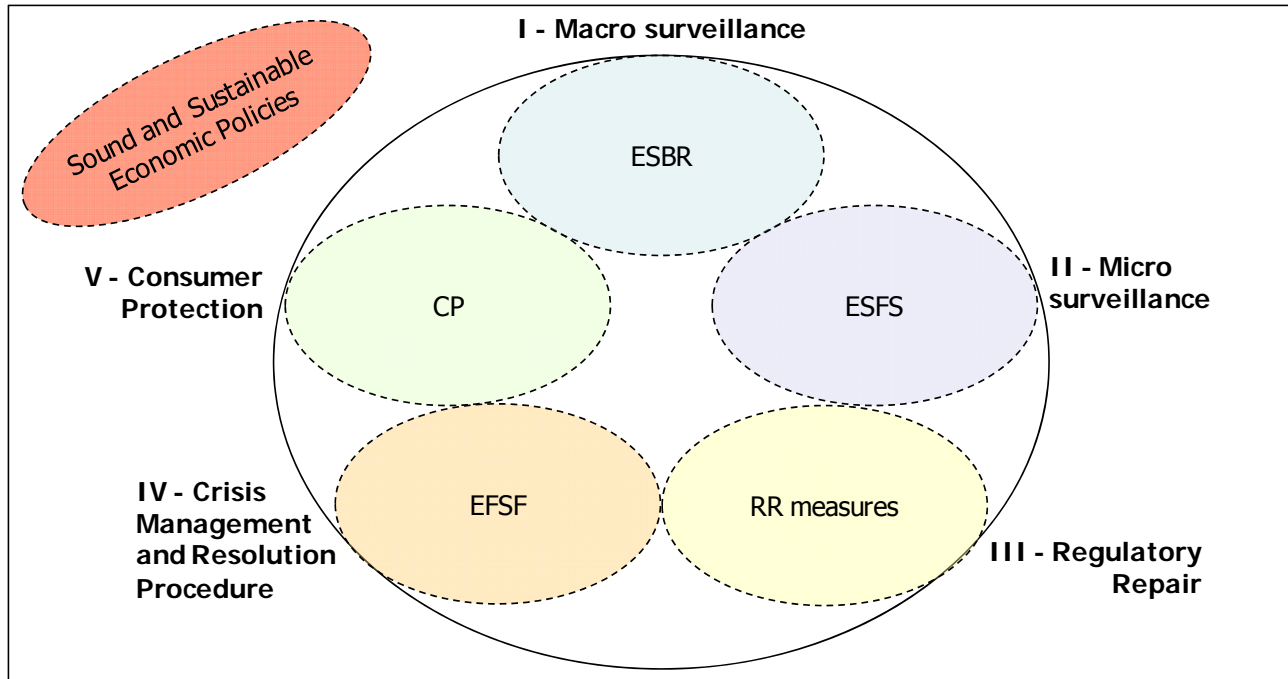 I - Macro surveillance
Sound and Sustainable
Economic Policies
ESBR
V - Consumer
Protection
CP
ESFS
II - Micro
surveillance
IV - Crisis
Management
and Resolution
Procedure
EFSF
RR measures
III - Regulatory
Repair